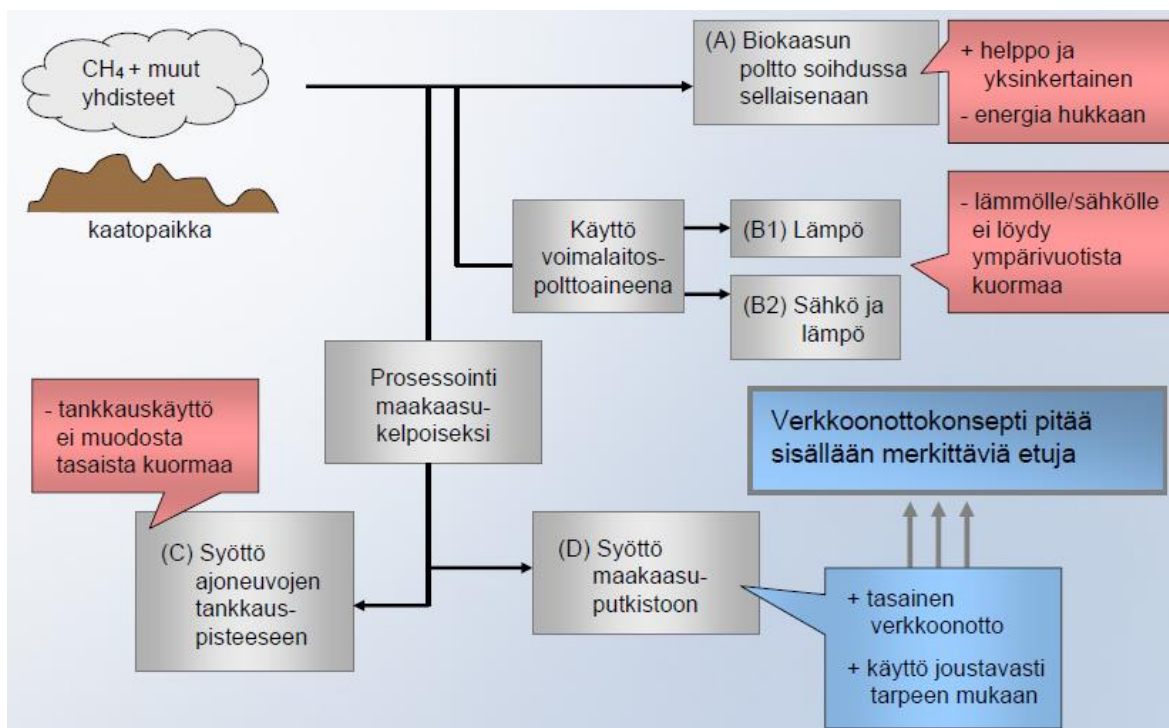 CH₄ + muut
yhdisteet
kaatopaikka
(A) Biokaasun
poltto soihdussa
sellaisenaan
+ helppo ja
yksinkertainen
- energia hukkaan
Käyttö
voimalaitos-
polttoaineena
(B1) Lämpö
(B2) Sähkö ja
lämpö
- lämmölle/sähkölle
ei löydy
ympärivuotista
kuormaa
Prosessointi
maakaasu-
kelpoiseksi
- tankkauskäyttö
ei muodosta
tasaista kuormaa
Verkkoonottokonsepti pitää
sisällään merkittäviä etuja
(C) Syöttö
ajoneuvojen
tankkaus-
pisteeseen
(D) Syöttö
maakaasu-
putkistoon
+ tasainen
verkkoonotto
+ käyttö joustavasti
tarpeen mukaan